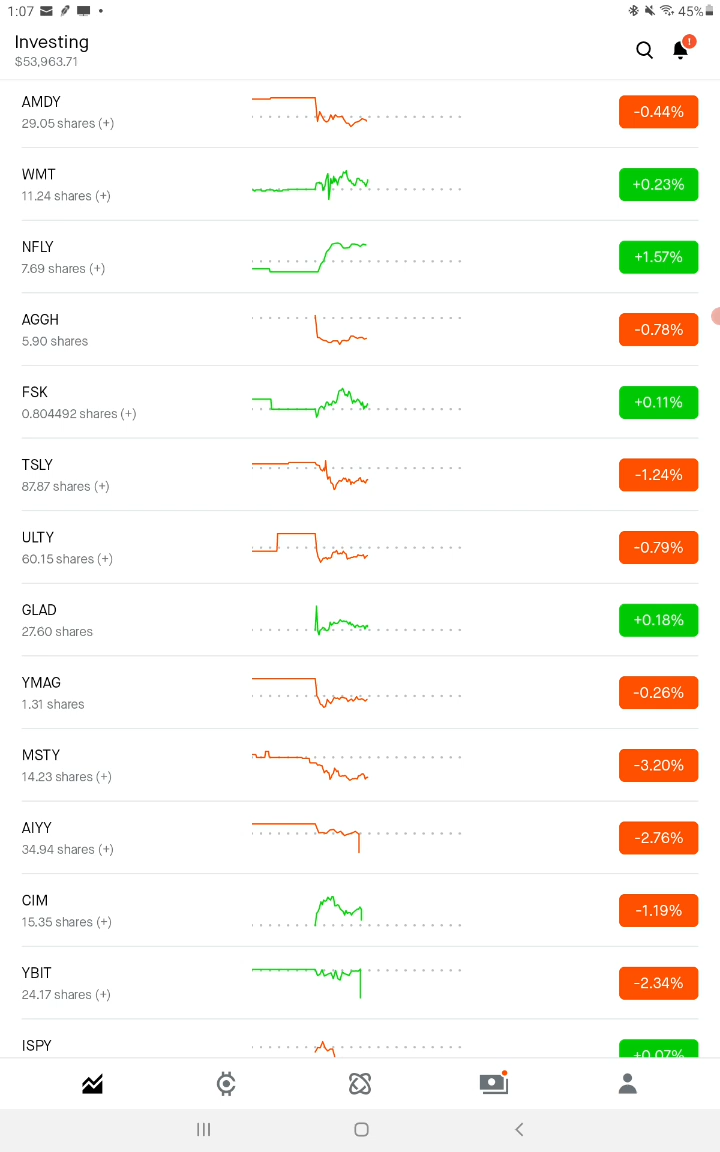 1:07
45%
Investing
$53,963.71
1
AMDY
29.05 shares (+)
-0.44%
WMT
11.24 shares (+)
+0.23%
NFLY
7.69 shares (+)
+1.57%
AGGH
5.90 shares
-0.78%
FSK
0.804492 shares (+)
+0.11%
TSLY
87.87 shares (+)
-1.24%
ULTY
60.15 shares (+)
-0.79%
GLAD
27.60 shares
+0.18%
YMAG
1.31 shares
-0.26%
MSTY
14.23 shares (+)
-3.20%
AIYY
34.94 shares (+)
-2.76%
CIM
15.35 shares (+)
-1.19%
YBIT
24.17 shares (+)
-2.34%
ISPY
+0.07%